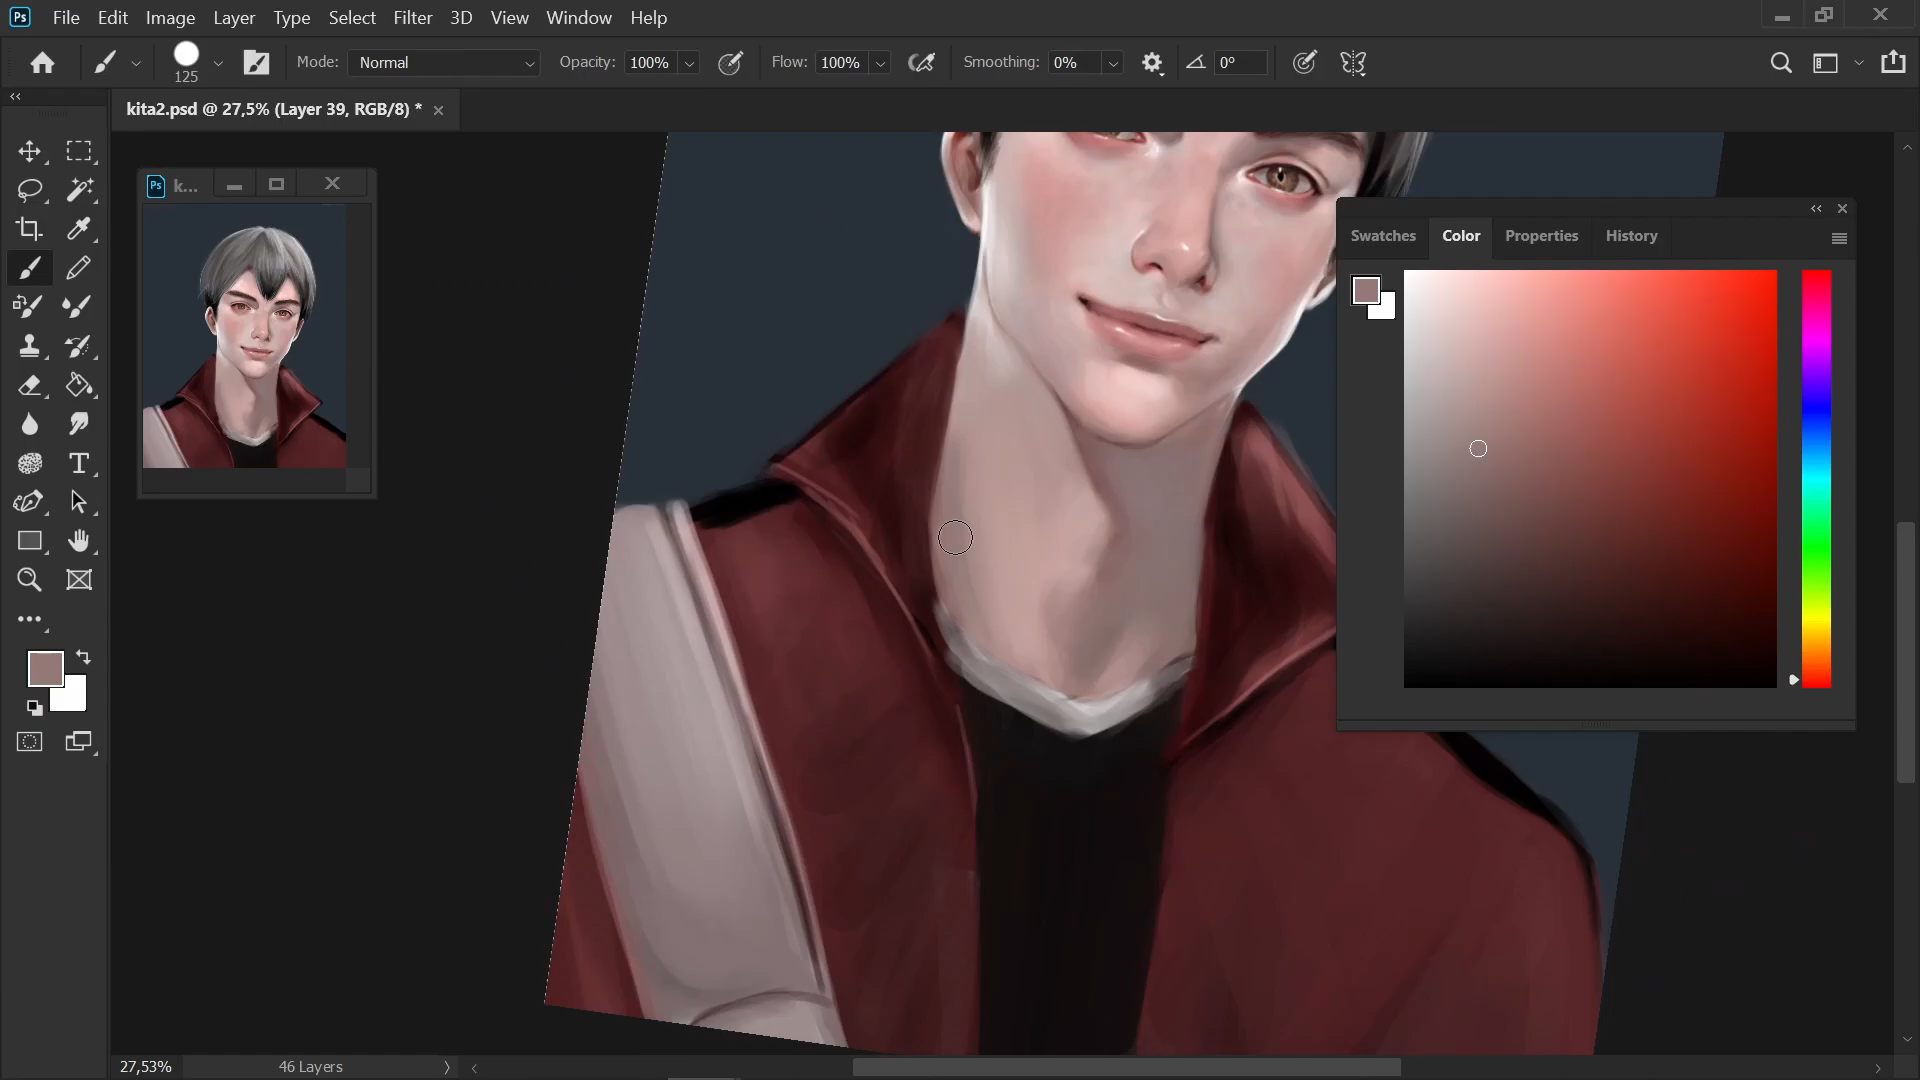 Ps File Edit Image Layer Type Select Filter 3D View Window Help
125 Mode: Normal Opacity: 100% Flow: 100% Smoothing: 0% 0°
kita2.psd @ 27,5% (Layer 39, RGB/8) *
Ps k...
Swatches Color Properties History
T
27,53% 46 Layers